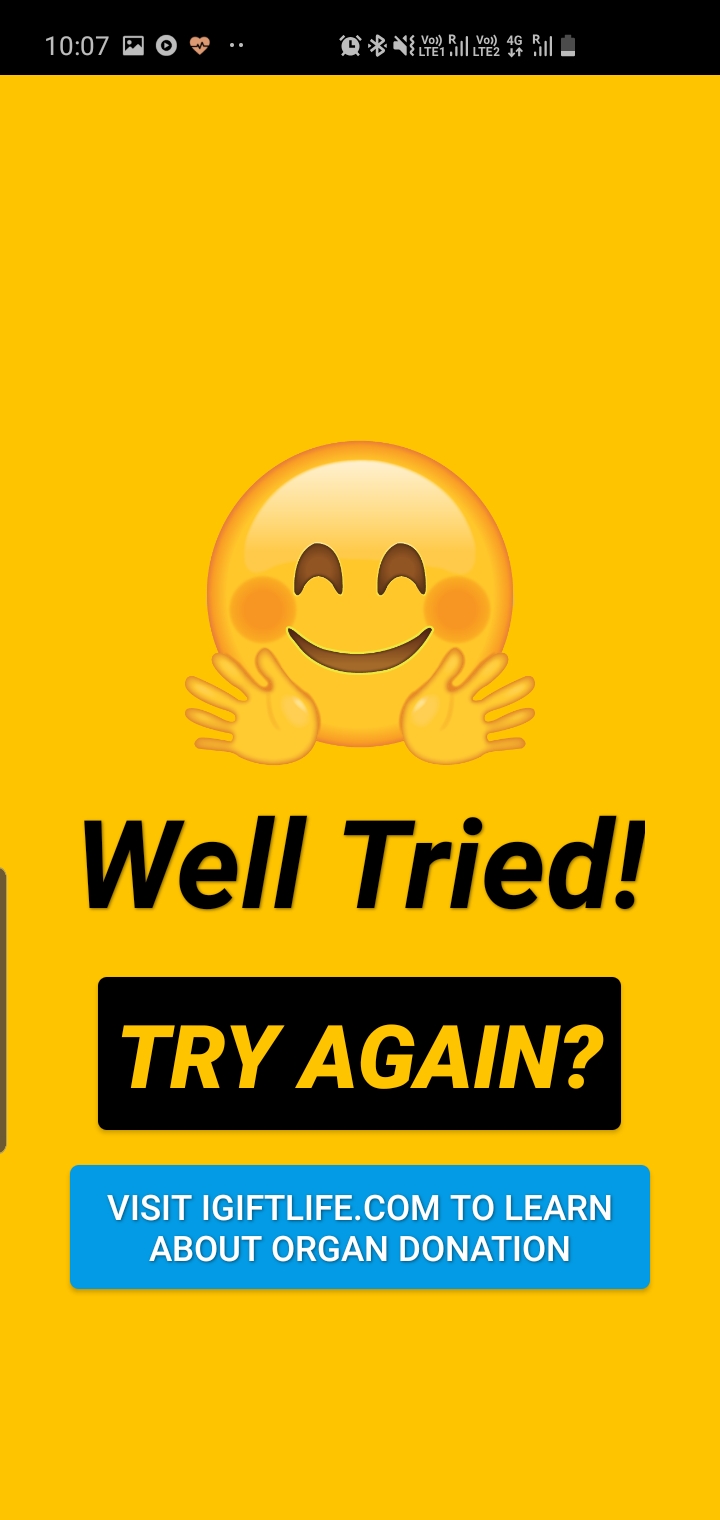 10:07 Vo)) R Vo)) 4G R
LTE1 LTE2
Well Tried!
TRY AGAIN?
VISIT IGIFTLIFE.COM TO LEARN
ABOUT ORGAN DONATION